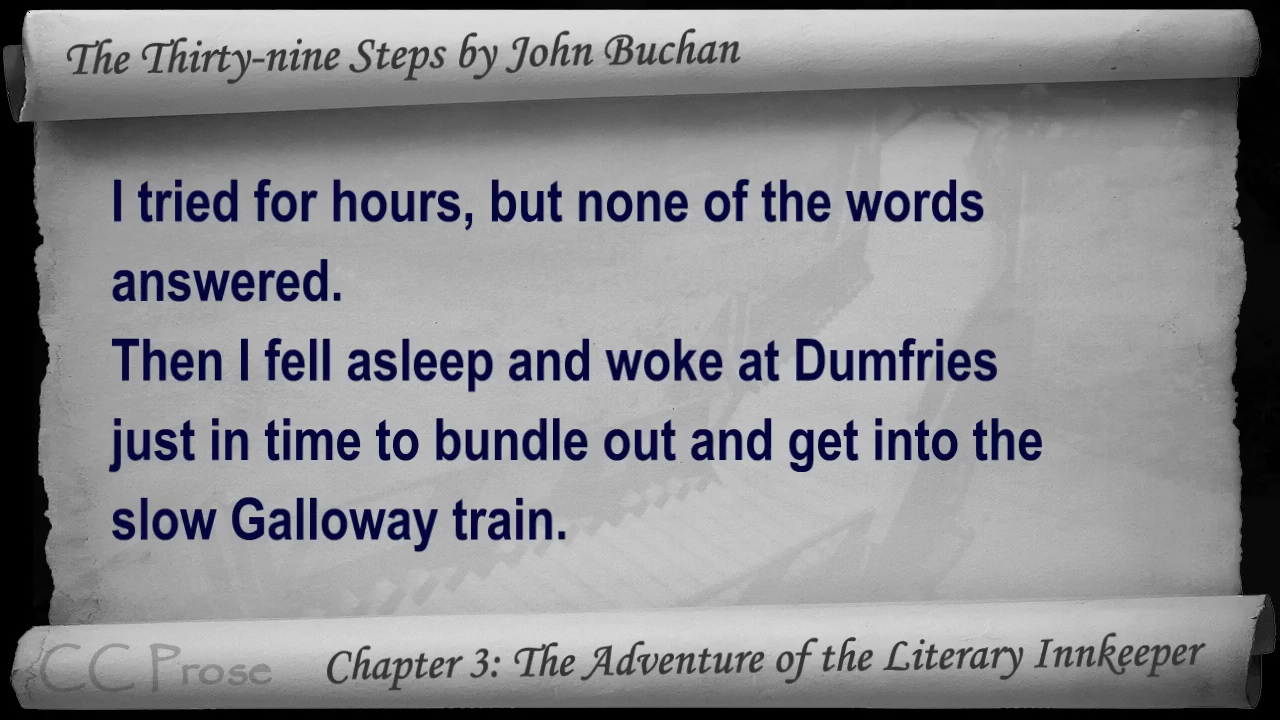 The Thirty-nine Steps by John Buchan
I tried for hours, but none of the words
answered.
Then I fell asleep and woke at Dumfries
just in time to bundle out and get into the
slow Galloway train.
CC Prose
Chapter 3: The Adventure of the Literary Innkeeper